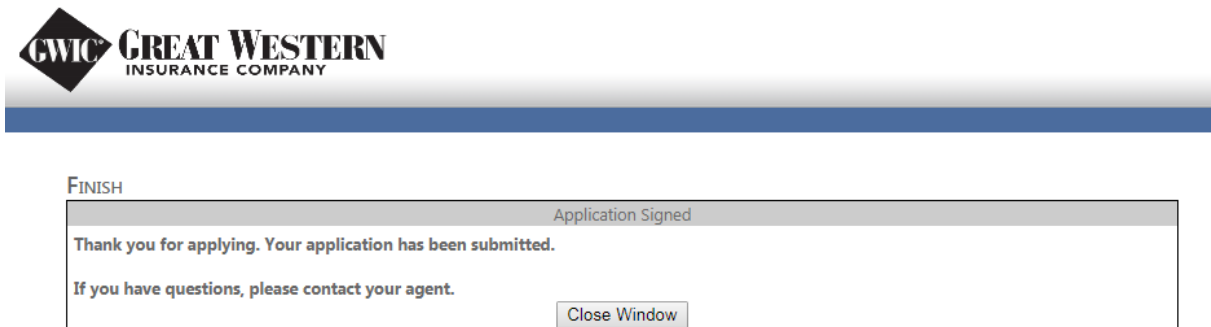 GWIC® GREAT WESTERN
INSURANCE COMPANY
FINISH
Application Signed
Thank you for applying. Your application has been submitted.
If you have questions, please contact your agent.
Close Window